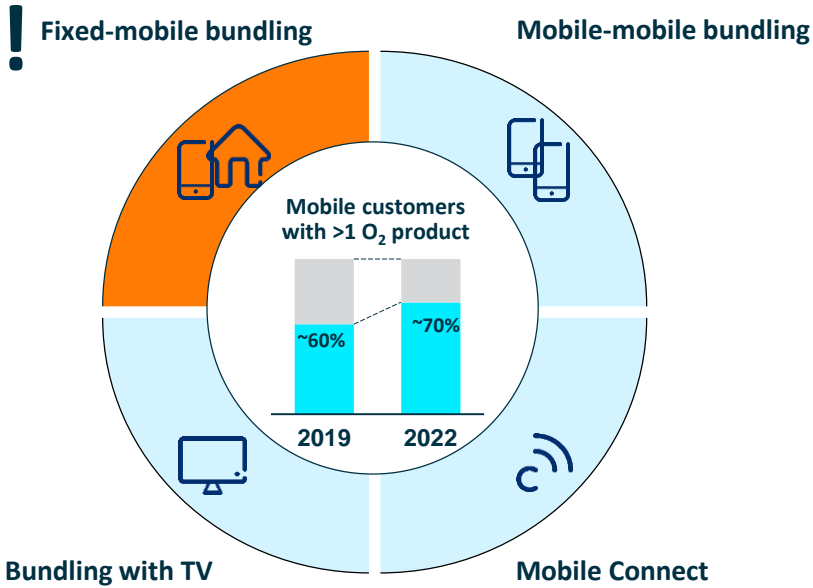 !
Fixed-mobile bundling
Mobile-mobile bundling
Mobile customers
with >1 O₂ product
~60%
~70%
2019
2022
Bundling with TV
Mobile Connect